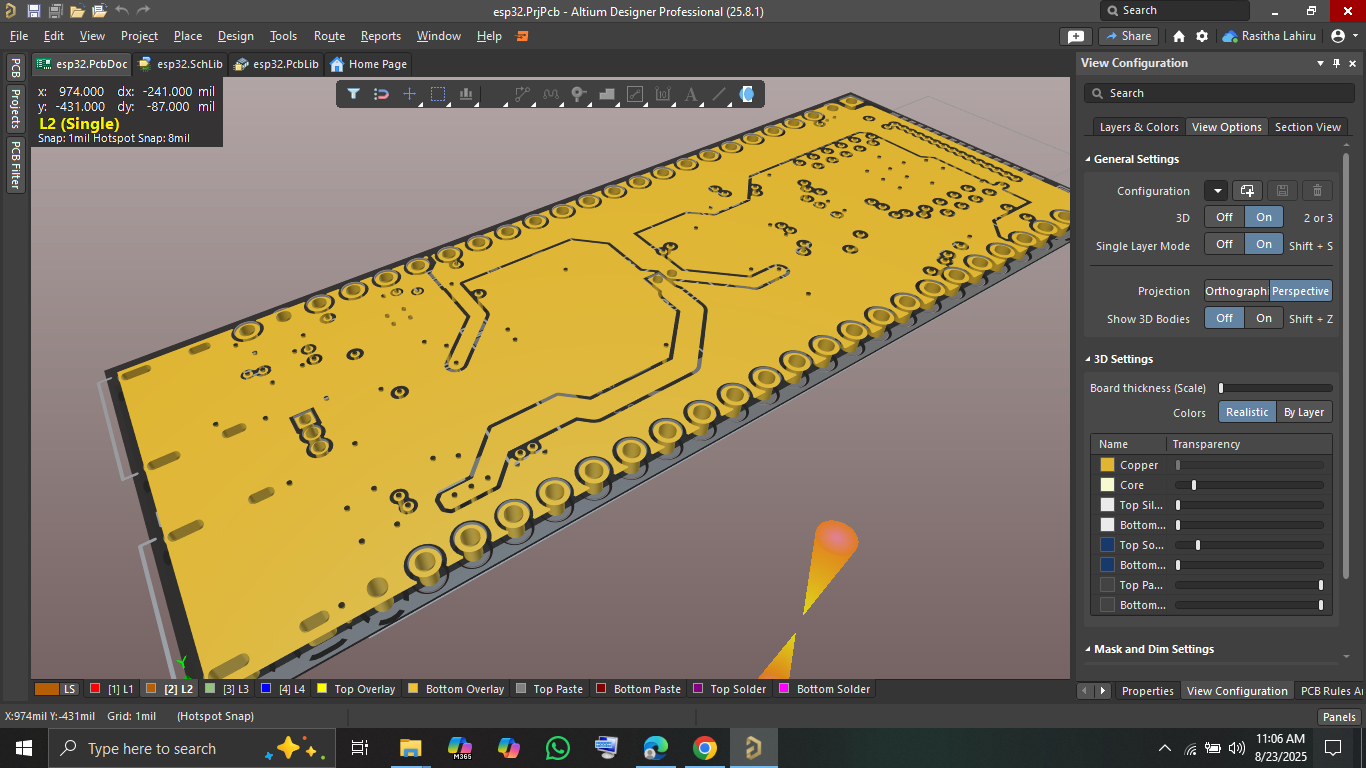 esp32.PrjPcb - Altium Designer Professional (25.8.1)
Search
File Edit View Project Place Design Tools Route Reports Window Help
Share
Rasitha Lahiru
esp32.PcbDoc
esp32.SchLib
esp32.PcbLib
Home Page
PCB
Projects
PCB Filter
x: 974.000 dx: -241.000 mil
y: -431.000 dy: -87.000 mil
L2 (Single)
Snap: 1mil Hotspot Snap: 8mil
View Configuration
Search
Layers & Colors
View Options
Section View
General Settings
Configuration
3D Off On 2 or 3
Single Layer Mode Off On Shift + S
Projection Orthographi Perspective
Show 3D Bodies Off On Shift + Z
3D Settings
Board thickness (Scale)
Colors Realistic By Layer
Name Transparency
Copper
Core
Top Sil...
Bottom...
Top So...
Bottom...
Top Pa...
Bottom...
Mask and Dim Settings
LS [1] L1 [2] L2 [3] L3 [4] L4 Top Overlay Bottom Overlay Top Paste Bottom Paste Top Solder Bottom Solder
Properties View Configuration PCB Rules A
X:974mil Y:-431mil Grid: 1mil (Hotspot Snap)
Panels
Type here to search
M365
11:06 AM
8/23/2025